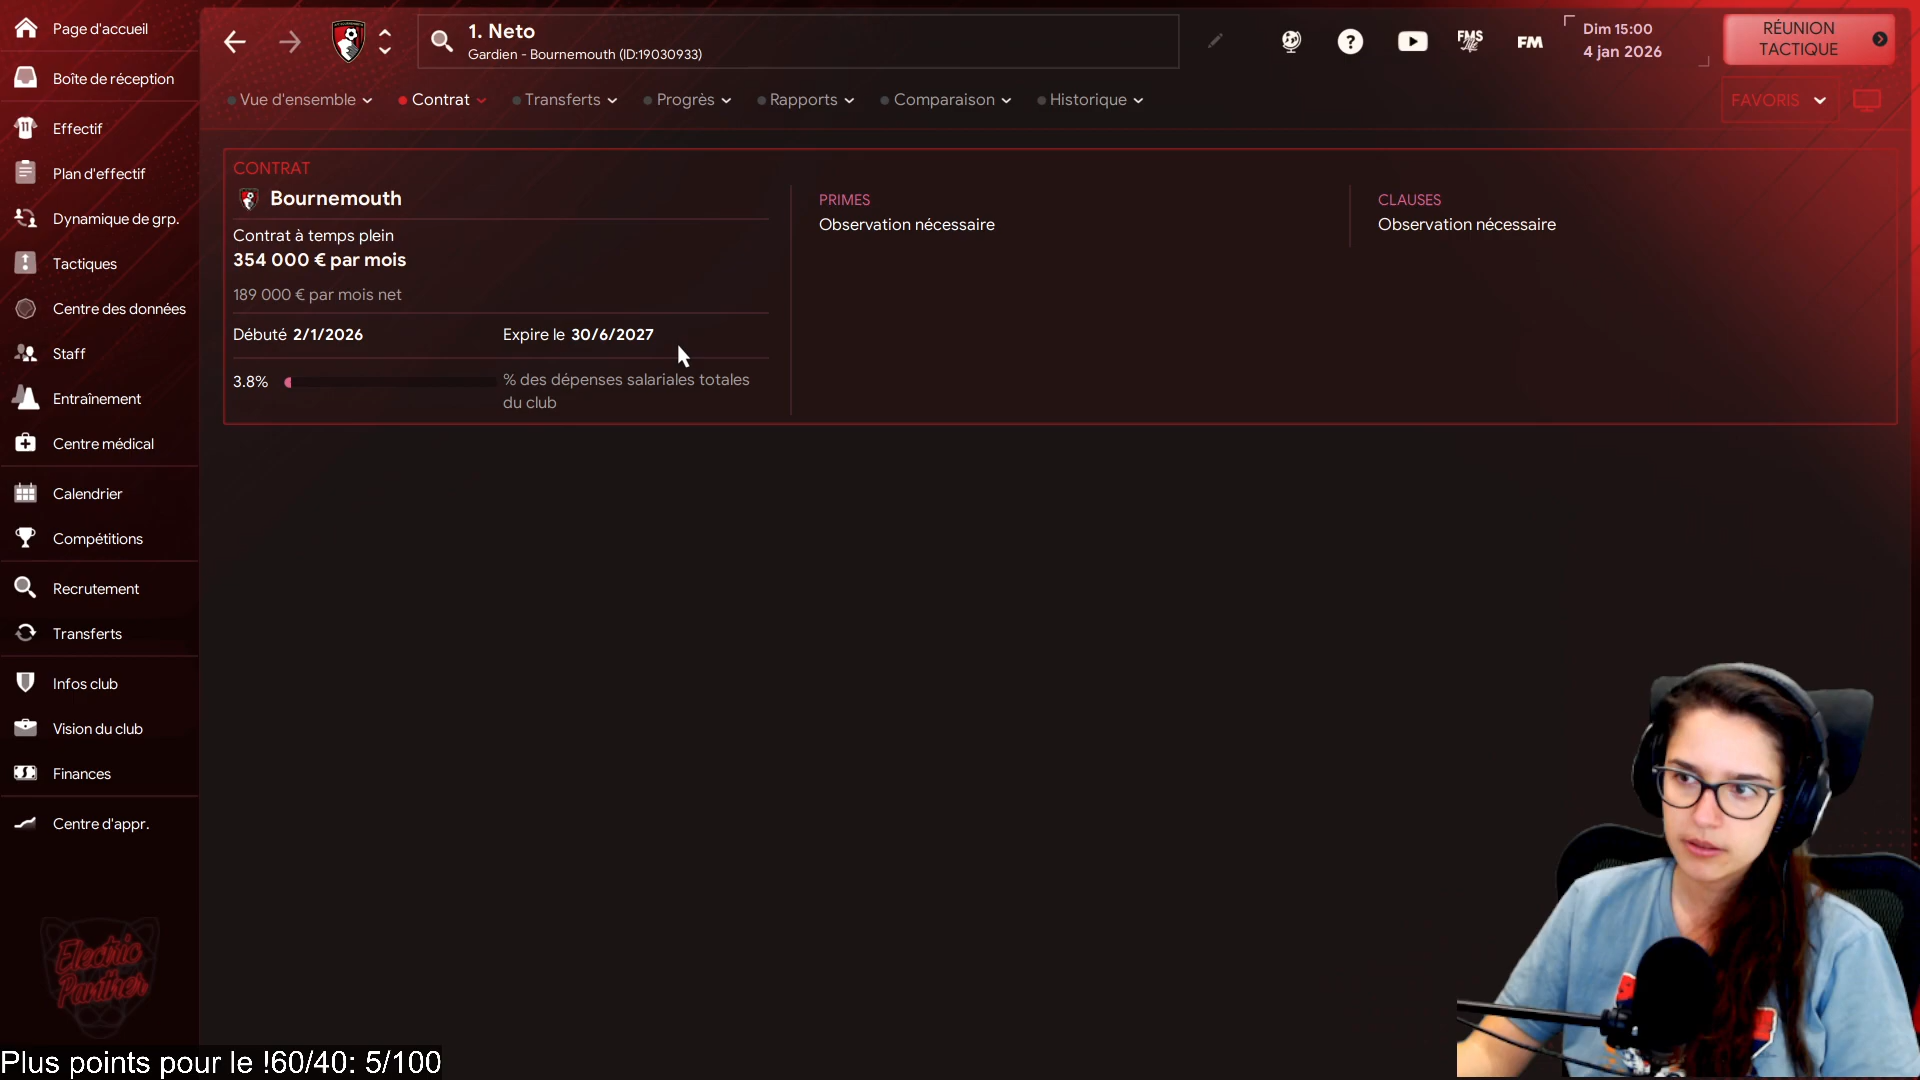 Page d'accueil
Boîte de réception
Effectif
Plan d'effectif
Dynamique de grp.
Tactiques
Centre des données
Staff
Entraînement
Centre médical
Calendrier
Compétitions
Recrutement
Transferts
Infos club
Vision du club
Finances
Centre d'appr.
Electric
Panther
1. Neto
Gardien - Bournemouth (ID:19030933)
FMS
FM
Dim 15:00
4 jan 2026
RÉUNION
TACTIQUE
Vue d'ensemble
Contrat
Transferts
Progrès
Rapports
Comparaison
Historique
FAVORIS
CONTRAT
Bournemouth
Contrat à temps plein
354 000 € par mois
189 000 € par mois net
Débuté 2/1/2026
Expire le 30/6/2027
3.8%
% des dépenses salariales totales
du club
PRIMES
Observation nécessaire
CLAUSES
Observation nécessaire
Plus points pour le !60/40: 5/100